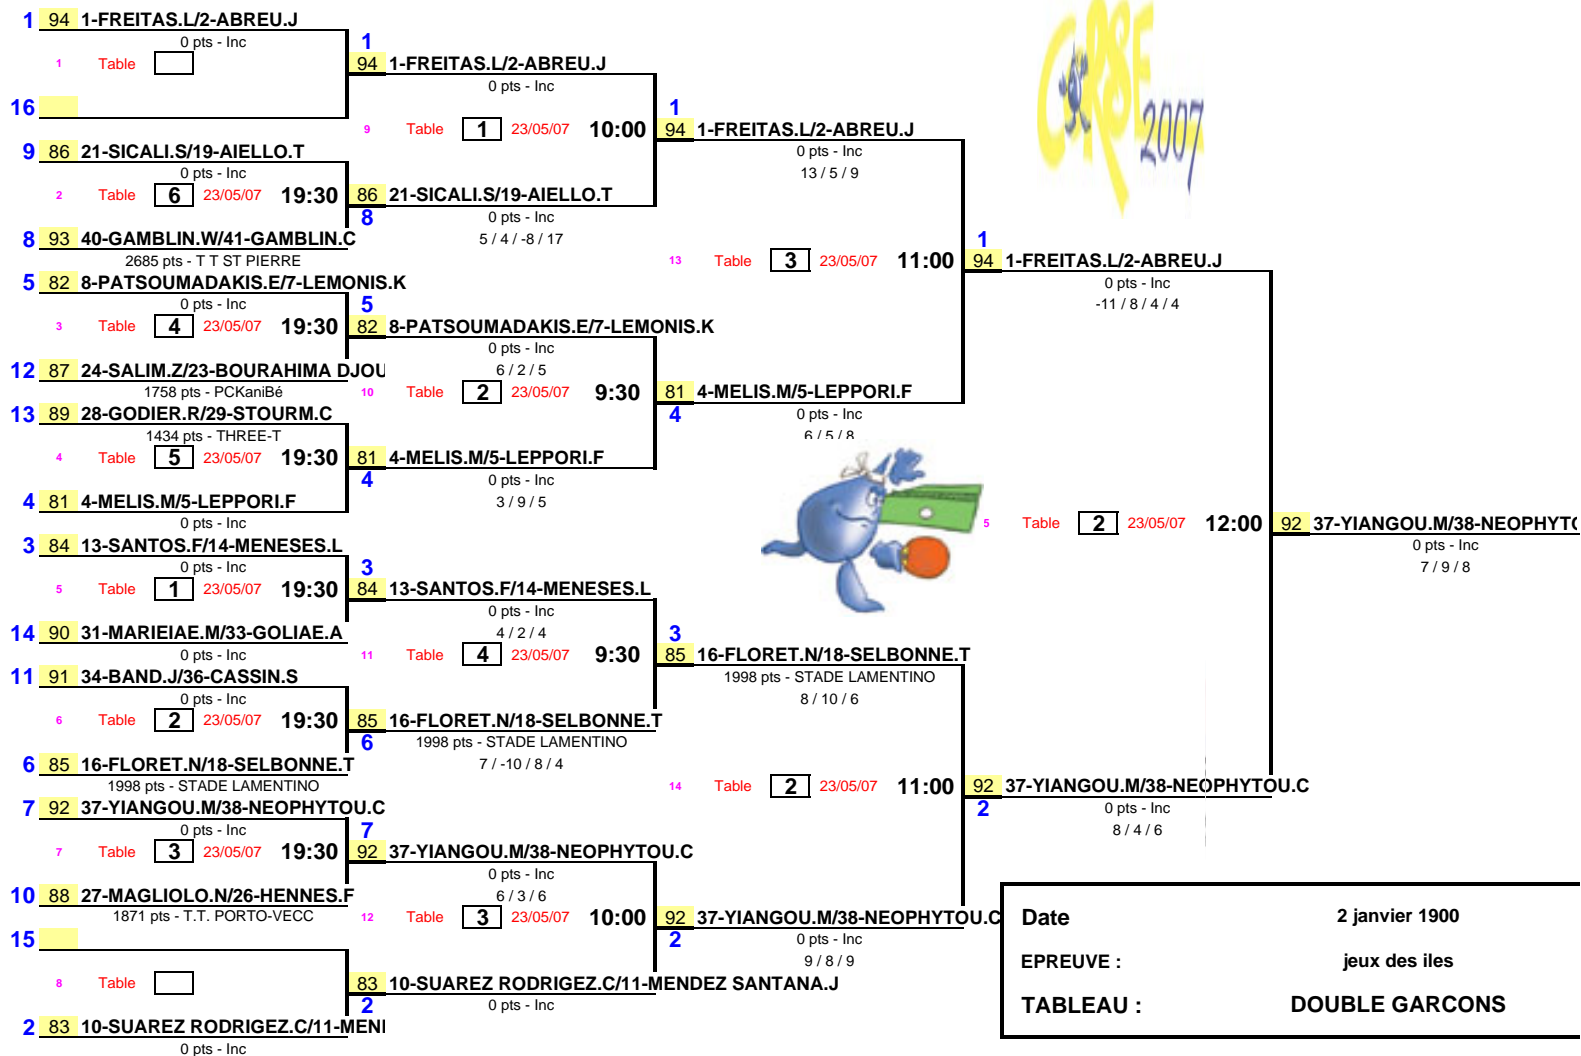 1 94 1-FREITAS.L/2-ABREU.J
0 pts - Inc
1 Table
16
9 86 21-SICALI.S/19-AIELLO.T
0 pts - Inc
2 Table 6 23/05/07 19:30
8 93 40-GAMBLIN.W/41-GAMBLIN.C
2685 pts - T T ST PIERRE
5 82 8-PATSOUMADAKIS.E/7-LEMONIS.K
0 pts - Inc
3 Table 4 23/05/07 19:30
12 87 24-SALIM.Z/23-BOURAHIMA DJOU
1758 pts - PCKaniBé
13 89 28-GODIER.R/29-STOURM.C
1434 pts - THREE-T
4 Table 5 23/05/07 19:30
4 81 4-MELIS.M/5-LEPPORI.F
0 pts - Inc
3 84 13-SANTOS.F/14-MENESES.L
0 pts - Inc
5 Table 1 23/05/07 19:30
14 90 31-MARIEIAE.M/33-GOLIAE.A
0 pts - Inc
11 91 34-BAND.J/36-CASSIN.S
0 pts - Inc
6 Table 2 23/05/07 19:30
6 85 16-FLORET.N/18-SELBONNE.T
1998 pts - STADE LAMENTINO
7 92 37-YIANGOU.M/38-NEOPHYTOU.C
0 pts - Inc
7 Table 3 23/05/07 19:30
10 88 27-MAGLIOLO.N/26-HENNES.F
1871 pts - T.T. PORTO-VECC
15
8 Table
2 83 10-SUAREZ RODRIGEZ.C/11-MEN
0 pts - Inc
1
94 1-FREITAS.L/2-ABREU.J
0 pts - Inc
9 Table 1 23/05/07 10:00
86 21-SICALI.S/19-AIELLO.T
8
0 pts - Inc
5 / 4 / -8 / 17
5
82 8-PATSOUMADAKIS.E/7-LEMONIS.K
0 pts - Inc
6 / 2 / 5
10 Table 2 23/05/07 9:30
81 4-MELIS.M/5-LEPPORI.F
4
0 pts - Inc
3 / 9 / 5
3
84 13-SANTOS.F/14-MENESES.L
0 pts - Inc
4 / 2 / 4
11 Table 4 23/05/07 9:30
85 16-FLORET.N/18-SELBONNE.T
6
1998 pts - STADE LAMENTINO
7 / -10 / 8 / 4
7
92 37-YIANGOU.M/38-NEOPHYTOU.C
0 pts - Inc
6 / 3 / 6
12 Table 3 23/05/07 10:00
83 10-SUAREZ RODRIGEZ.C/11-MENDEZ SANTANA.J
2
0 pts - Inc
1
94 1-FREITAS.L/2-ABREU.J
0 pts - Inc
13 / 5 / 9
13 Table 3 23/05/07 11:00
81 4-MELIS.M/5-LEPPORI.F
4
0 pts - Inc
6 / 5 / 8
3
85 16-FLORET.N/18-SELBONNE.T
1998 pts - STADE LAMENTINO
8 / 10 / 6
14 Table 2 23/05/07 11:00
92 37-YIANGOU.M/38-NEOPHYTOU.C
2
0 pts - Inc
9 / 8 / 9
CORSE
2007
1
94 1-FREITAS.L/2-ABREU.J
0 pts - Inc
-11 / 8 / 4 / 4
5 Table 2 23/05/07 12:00
92 37-YIANGOU.M/38-NEOPHYTOU.C
2
0 pts - Inc
8 / 4 / 6
92 37-YIANGOU.M/38-NEOPHYT
0 pts - Inc
7 / 9 / 8
Date 2 janvier 1900
EPREUVE : jeux des iles
TABLEAU : DOUBLE GARCONS